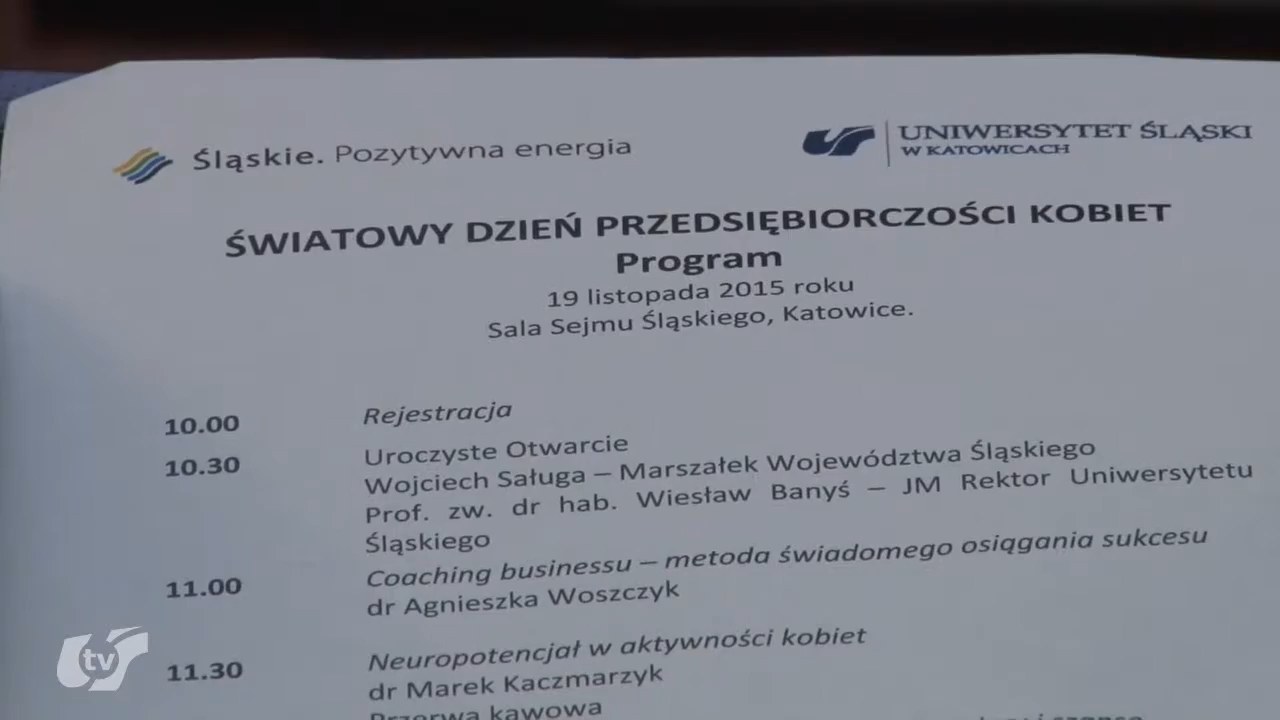 Śląskie. Pozytywna energia
UNIWERSYTET ŚLĄSKI
W KATOWICACH
ŚWIATOWY DZIEŃ PRZEDSIĘBIORCZOŚCI KOBIET
Program
19 listopada 2015 roku
Sala Sejmu Śląskiego, Katowice.
10.00 Rejestracja
10.30 Uroczyste Otwarcie
Wojciech Saługa – Marszałek Województwa Śląskiego
Prof. zw. dr hab. Wiesław Banyś – JM Rektor Uniwersytetu
Śląskiego
11.00 Coaching businessu – metoda świadomego osiągania sukcesu
dr Agnieszka Woszczyk
11.30 Neuropotencjał w aktywności kobiet
dr Marek Kaczmarzyk
Przerwa kawowa
tv